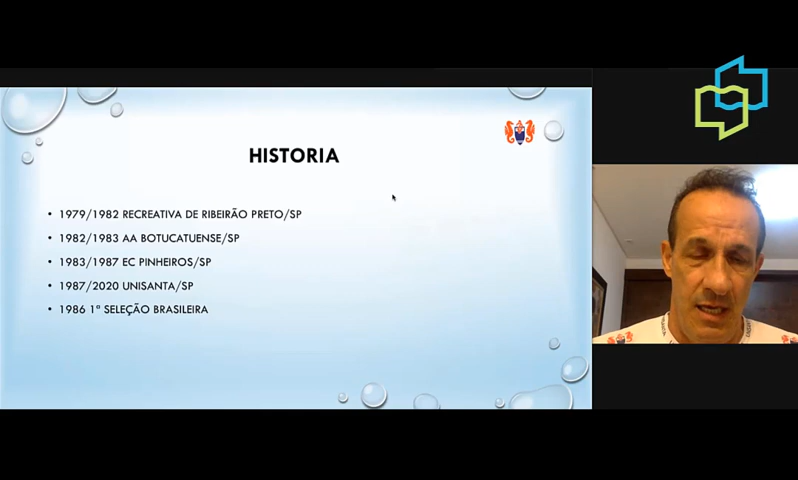 HISTORIA
• 1979/1982 RECREATIVA DE RIBEIRÃO PRETO/SP
• 1982/1983 AA BOTUCATUENSE/SP
• 1983/1987 EC PINHEIROS/SP
• 1987/2020 UNISANTA/SP
• 1986 1ª SELEÇÃO BRASILEIRA